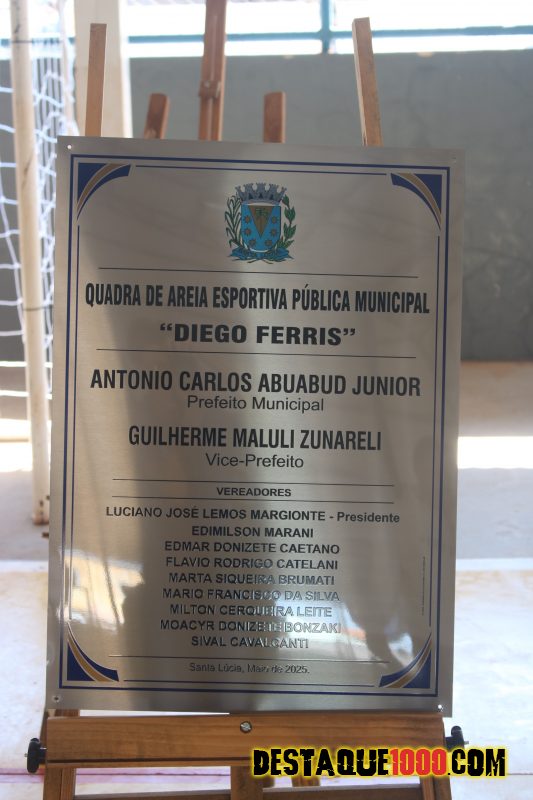 QUADRA DE AREIA ESPORTIVA PÚBLICA MUNICIPAL
“DIEGO FERRIS”
ANTONIO CARLOS ABUABUD JUNIOR
Prefeito Municipal
GUILHERME MALULI ZUNARELI
Vice-Prefeito
VEREADORES
LUCIANO JOSÉ LEMOS MARGIONTE - Presidente
EDIMILSON MARANI
EDMAR DONIZETE CAETANO
FLAVIO RODRIGO CATELANI
MARTA SIQUEIRA BRUMATI
MARIO FRANCISCO DA SILVA
MILTON CERQUEIRA LEITE
MOACYR DONIZETE BONZAKI
SIVAL CAVALCANTI
Santa Lúcia, Maio de 2025.
DESTAQUE1000.COM